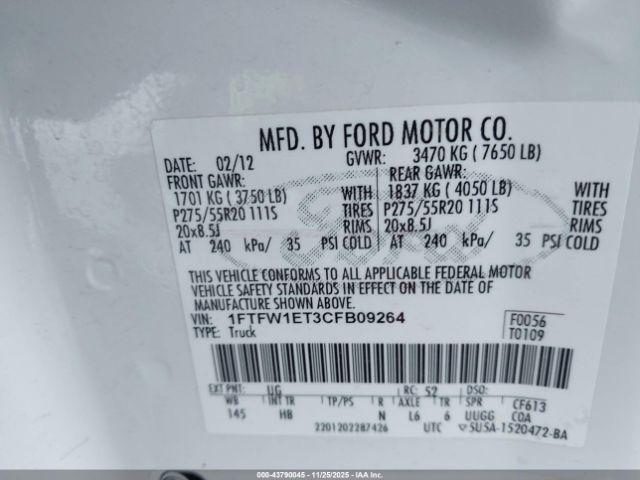 MFD. BY FORD MOTOR CO.
DATE: 02/12 GVWR: 3470 KG ( 7650 LB)
FRONT GAWR: REAR GAWR:
1701 KG ( 3750 LB) WITH 1837 KG ( 4050 LB) WITH
P275/55R20 111S TIRES P275/55R20 111S TIRES
20x8.5J RIMS 20x8.5J RIMS
AT 240 kPa/ 35 PSI COLD AT 240 kPa/ 35 PSI COLD
Ford
THIS VEHICLE CONFORMS TO ALL APPLICABLE FEDERAL MOTOR
VEHICLE SAFETY STANDARDS IN EFFECT ON THE DATE OF
MANUFACTURE SHOWN ABOVE.
VIN: 1FTFW1ET3CFB09264 F0056
TYPE: Truck T0109
EXT PNT: UG RC: 52 DSO:
WB INT TR TP/PS R AXLE TR SPR CF613
145 HB N L6 6 UUGG COA
2201202287426 UTC 5U5A-1520472-BA
000-43790045 - 11/25/2025 - IAAI.COM